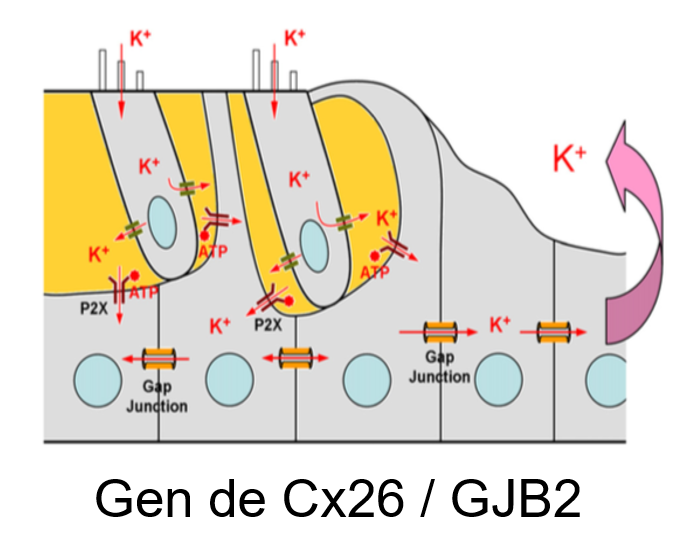 K⁺
K⁺
K⁺
K⁺
K⁺
K⁺
K⁺
ATP
ATP
ATP
P2X
K⁺
P2X
K⁺
Gap
Junction
Gap
Junction
Gen de Cx26 / GJB2